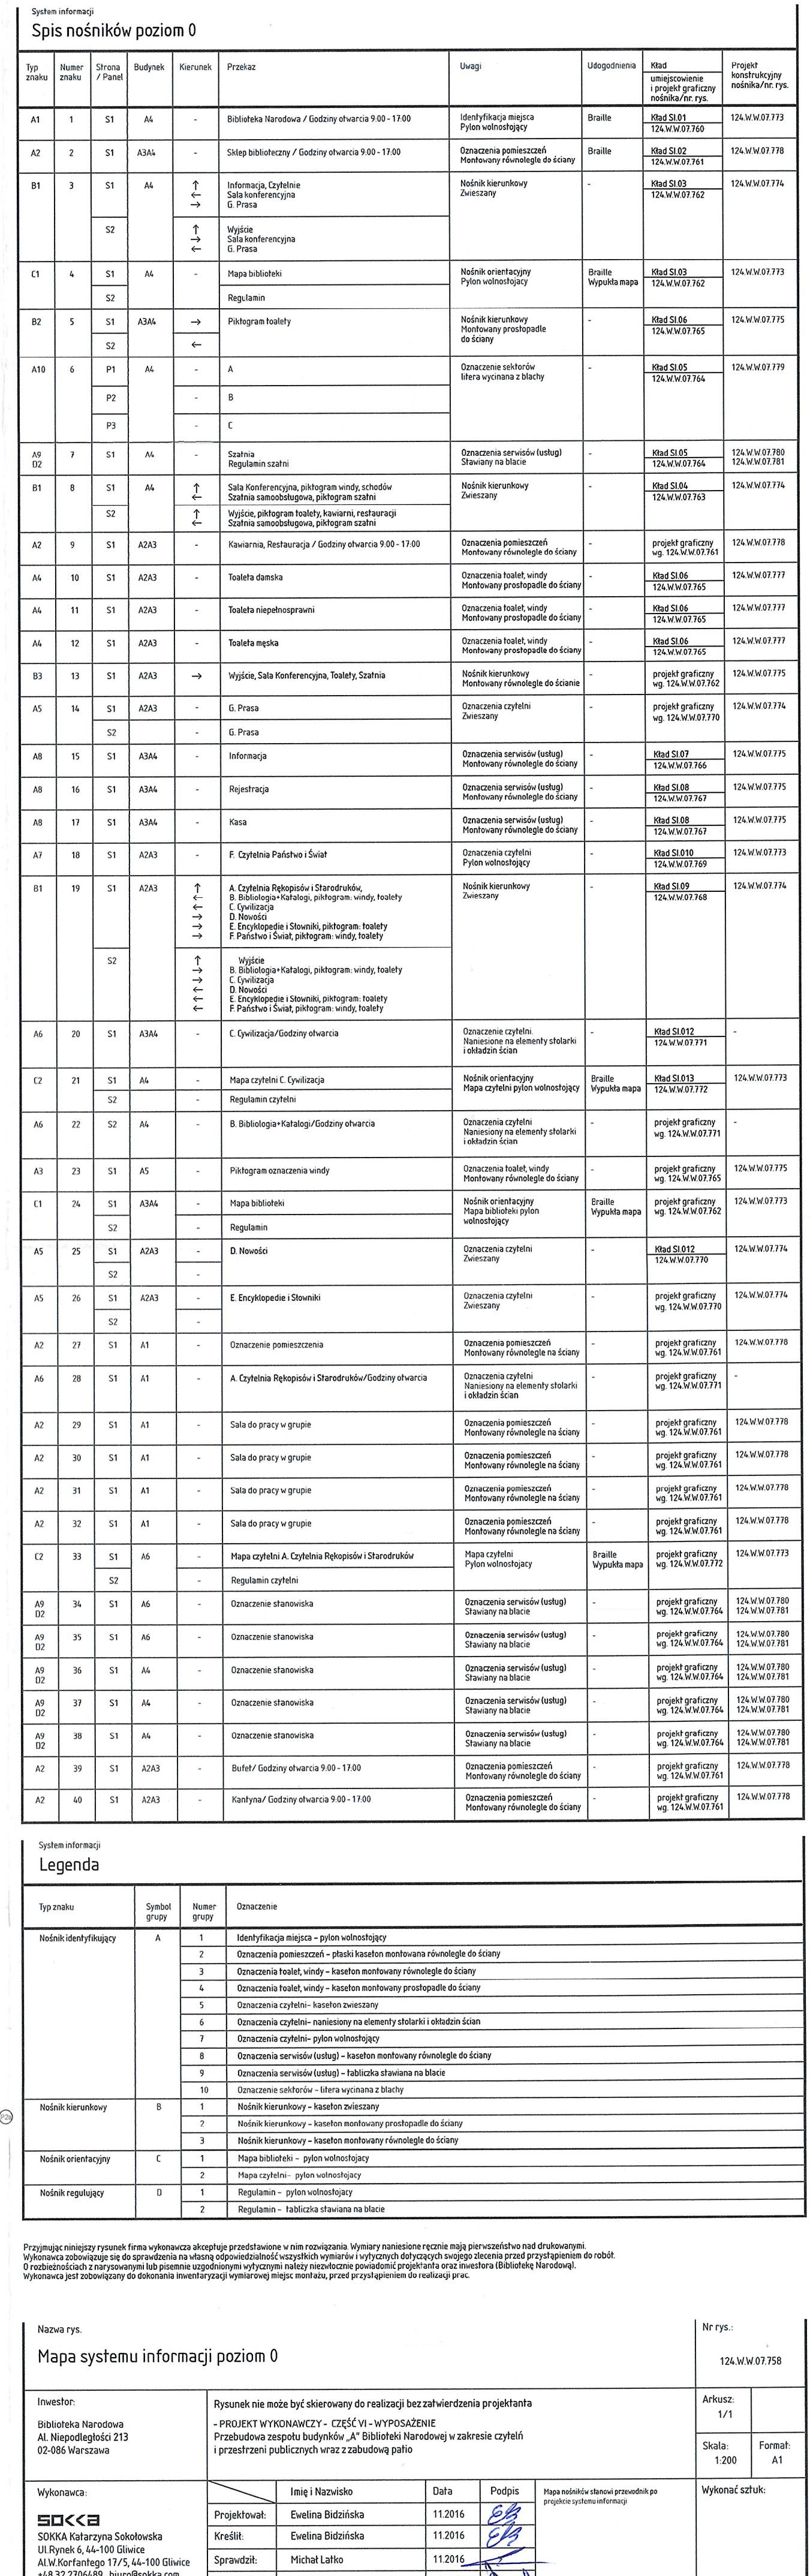 System informacji
Spis nośników poziom 0
Typ znaku | Numer znaku | Strona / Panel | Budynek | Kierunek | Przekaz | Uwagi | Udogodnienia | Kład umiejscowienie i projekt graficzny nośnika/nr. rys. | Projekt konstrukcyjny nośnika/nr. rys.
A1 1 S1 A4 - Biblioteka Narodowa / Godziny otwarcia 9:00 - 17:00 Identyfikacja miejsca Braille Kład SI.01 124.W.W.07.773
Pylon wolnostojący 124.W.W.07.760
A2 2 S1 A3A4 - Sklep biblioteczny / Godziny otwarcia 9:00 - 17:00 Oznaczenia pomieszczeń Braille Kład SI.02 124.W.W.07.778
Montowany równolegle do ściany 124.W.W.07.761
B1 3 S1 A4 ↑ Informacja, Czytelnie Nośnik kierunkowy - Kład SI.03 124.W.W.07.774
← Sala konferencyjna Zwieszany 124.W.W.07.762
→ G. Prasa
S2 ↑ Wyjście
→ Sala konferencyjna
← G. Prasa
C1 4 S1 A4 - Mapa biblioteki Nośnik orientacyjny Braille Kład SI.03 124.W.W.07.773
Pylon wolnostojacy Wypukła mapa 124.W.W.07.762
S2 Regulamin
B2 5 S1 A3A4 → Piktogram toalety Nośnik kierunkowy - Kład SI.06 124.W.W.07.775
Montowany prostopadle 124.W.W.07.765
S2 ← do ściany
A10 6 P1 A4 - A Oznaczenie sektorów - Kład SI.05 124.W.W.07.779
litera wycinana z blachy 124.W.W.07.764
P2 - B
P3 - C
A9 7 S1 A4 - Szatnia Oznaczenia serwisów (usług) - Kład SI.05 124.W.W.07.780
D2 Regulamin szatni Stawiany na blacie 124.W.W.07.764 124.W.W.07.781
B1 8 S1 A4 ↑ Sala Konferencyjna, piktogram windy, schodów Nośnik kierunkowy - Kład SI.04 124.W.W.07.774
← Szatnia samoobsługowa, piktogram szatni Zwieszany 124.W.W.07.763
S2 ↑ Wyjście, piktogram toalety, kawiarni, restauracji
← Szatnia samoobsługowa, piktogram szatni
A2 9 S1 A2A3 - Kawiarnia, Restauracja / Godziny otwarcia 9:00 - 17:00 Oznaczenia pomieszczeń - projekt graficzny 124.W.W.07.778
Montowany równolegle do ściany wg. 124.W.W.07.761
A4 10 S1 A2A3 - Toaleta damska Oznaczenia toalet, windy - Kład SI.06 124.W.W.07.777
Montowany prostopadle do ściany 124.W.W.07.765
A4 11 S1 A2A3 - Toaleta niepełnosprawni Oznaczenia toalet, windy - Kład SI.06 124.W.W.07.777
Montowany prostopadle do ściany 124.W.W.07.765
A4 12 S1 A2A3 - Toaleta męska Oznaczenia toalet, windy - Kład SI.06 124.W.W.07.777
Montowany prostopadle do ściany 124.W.W.07.765
B3 13 S1 A2A3 → Wyjście, Sala Konferencyjna, Toalety, Szatnia Nośnik kierunkowy - projekt graficzny 124.W.W.07.775
Montowany równolegle do ścianie wg. 124.W.W.07.762
A5 14 S1 A2A3 - G. Prasa Oznaczenia czytelni - projekt graficzny 124.W.W.07.774
Zwieszany wg. 124.W.W.07.770
S2 - G. Prasa
A8 15 S1 A3A4 - Informacja Oznaczenia serwisów (usług) - Kład SI.07 124.W.W.07.775
Montowany równolegle do ściany 124.W.W.07.766
A8 16 S1 A3A4 - Rejestracja Oznaczenia serwisów (usług) - Kład SI.08 124.W.W.07.775
Montowany równolegle do ściany 124.W.W.07.767
A8 17 S1 A3A4 - Kasa Oznaczenia serwisów (usług) - Kład SI.08 124.W.W.07.775
Montowany równolegle do ściany 124.W.W.07.767
A7 18 S1 A2A3 - F. Czytelnia Państwo i Świat Oznaczenia czytelni - Kład SI.010 124.W.W.07.773
Pylon wolnostojący 124.W.W.07.769
B1 19 S1 A2A3 ↑ A. Czytelnia Rękopisów i Starodruków, Nośnik kierunkowy - Kład SI.09 124.W.W.07.774
← B. Bibliologia+Katalogi, piktogram: windy, toalety Zwieszany 124.W.W.07.768
← C. Cywilizacja
→ D. Nowości
→ E. Encyklopedie i Słowniki, piktogram: toalety
→ F. Państwo i Świat, piktogram: windy, toalety
S2 ↑ Wyjście
→ B. Bibliologia+Katalogi, piktogram: windy, toalety
→ C. Cywilizacja
← D. Nowości
← E. Encyklopedie i Słowniki, piktogram: toalety
← F. Państwo i Świat, piktogram: windy, toalety
A6 20 S1 A3A4 - C. Cywilizacja/Godziny otwarcia Oznaczenie czytelni. - Kład SI.012 -
Naniesione na elementy stolarki 124.W.W.07.771
i okładzin ścian
C2 21 S1 A4 - Mapa czytelni C. Cywilizacja Nośnik orientacyjny Braille Kład SI.013 124.W.W.07.773
Mapa czytelni pylon wolnostojący Wypukła mapa 124.W.W.07.772
S2 - Regulamin czytelni
A6 22 S2 A4 - B. Bibliologia+Katalogi/Godziny otwarcia Oznaczenia czytelni - projekt graficzny -
Naniesiony na elementy stolarki wg. 124.W.W.07.771
i okładzin ścian
A3 23 S1 A5 - Piktogram oznaczenia windy Oznaczenia toalet, windy - projekt graficzny 124.W.W.07.775
Montowany równolegle do ściany wg. 124.W.W.07.765
C1 24 S1 A3A4 - Mapa biblioteki Nośnik orientacyjny Braille projekt graficzny 124.W.W.07.773
Mapa biblioteki pylon Wypukła mapa wg. 124.W.W.07.762
S2 - Regulamin wolnostojący
A5 25 S1 A2A3 - D. Nowości Oznaczenia czytelni - Kład SI.012 124.W.W.07.774
Zwieszany 124.W.W.07.770
S2 -
A5 26 S1 A2A3 - E. Encyklopedie i Słowniki Oznaczenia czytelni - projekt graficzny 124.W.W.07.774
Zwieszany wg. 124.W.W.07.770
S2 -
A2 27 S1 A1 - Oznaczenie pomieszczenia Oznaczenia pomieszczeń - projekt graficzny 124.W.W.07.778
Montowany równolegle na ściany wg. 124.W.W.07.761
A6 28 S1 A1 - A. Czytelnia Rękopisów i Starodruków/Godziny otwarcia Oznaczenia czytelni - projekt graficzny -
Naniesiony na elementy stolarki wg. 124.W.W.07.771
i okładzin ścian
A2 29 S1 A1 - Sala do pracy w grupie Oznaczenia pomieszczeń - projekt graficzny 124.W.W.07.778
Montowany równolegle na ściany wg. 124.W.W.07.761
A2 30 S1 A1 - Sala do pracy w grupie Oznaczenia pomieszczeń - projekt graficzny 124.W.W.07.778
Montowany równolegle na ściany wg. 124.W.W.07.761
A2 31 S1 A1 - Sala do pracy w grupie Oznaczenia pomieszczeń - projekt graficzny 124.W.W.07.778
Montowany równolegle na ściany wg. 124.W.W.07.761
A2 32 S1 A1 - Sala do pracy w grupie Oznaczenia pomieszczeń - projekt graficzny 124.W.W.07.778
Montowany równolegle na ściany wg. 124.W.W.07.761
C2 33 S1 A6 - Mapa czytelni A. Czytelnia Rękopisów i Starodruków Mapa czytelni Braille projekt graficzny 124.W.W.07.773
Pylon wolnostojacy Wypukła mapa wg. 124.W.W.07.772
S2 - Regulamin czytelni
A9 34 S1 A6 - Oznaczenie stanowiska Oznaczenia serwisów (usług) - projekt graficzny 124.W.W.07.780
D2 Stawiany na blacie wg. 124.W.W.07.764 124.W.W.07.781
A9 35 S1 A6 - Oznaczenie stanowiska Oznaczenia serwisów (usług) - projekt graficzny 124.W.W.07.780
D2 Stawiany na blacie wg. 124.W.W.07.764 124.W.W.07.781
A9 36 S1 A4 - Oznaczenie stanowiska Oznaczenia serwisów (usług) - projekt graficzny 124.W.W.07.780
D2 Stawiany na blacie wg. 124.W.W.07.764 124.W.W.07.781
A9 37 S1 A4 - Oznaczenie stanowiska Oznaczenia serwisów (usług) - projekt graficzny 124.W.W.07.780
D2 Stawiany na blacie wg. 124.W.W.07.764 124.W.W.07.781
A9 38 S1 A4 - Oznaczenie stanowiska Oznaczenia serwisów (usług) - projekt graficzny 124.W.W.07.780
D2 Stawiany na blacie wg. 124.W.W.07.764 124.W.W.07.781
A2 39 S1 A2A3 - Bufet/ Godziny otwarcia 9:00 - 17:00 Oznaczenia pomieszczeń - projekt graficzny 124.W.W.07.778
Montowany równolegle do ściany wg. 124.W.W.07.761
A2 40 S1 A2A3 - Kantyna/ Godziny otwarcia 9:00 - 17:00 Oznaczenia pomieszczeń - projekt graficzny 124.W.W.07.778
Montowany równolegle do ściany wg. 124.W.W.07.761
System informacji
Legenda
Typ znaku | Symbol grupy | Numer grupy | Oznaczenie
Nośnik identyfikujący A 1 Identyfikacja miejsca – pylon wolnostojący
2 Oznaczenia pomieszczeń – płaski kaseton montowana równolegle do ściany
3 Oznaczenia toalet, windy – kaseton montowany równolegle do ściany
4 Oznaczenia toalet, windy – kaseton montowany prostopadle do ściany
5 Oznaczenia czytelni– kaseton zwieszany
6 Oznaczenia czytelni– naniesiony na elementy stolarki i okładzin ścian
7 Oznaczenia czytelni– pylon wolnostojący
8 Oznaczenia serwisów (usług) – kaseton montowany równolegle do ściany
9 Oznaczenia serwisów (usług) – tabliczka stawiana na blacie
10 Oznaczenie sektorów – litera wycinana z blachy
Nośnik kierunkowy B 1 Nośnik kierunkowy – kaseton zwieszany
2 Nośnik kierunkowy – kaseton montowany prostopadle do ściany
3 Nośnik kierunkowy – kaseton montowany równolegle do ściany
Nośnik orientacyjny C 1 Mapa biblioteki – pylon wolnostojacy
2 Mapa czytelni– pylon wolnostojacy
Nośnik regulujący D 1 Regulamin – pylon wolnostojący
2 Regulamin – tabliczka stawiana na blacie
Przyjmując niniejszy rysunek firma wykonawcza akceptuje przedstawione w nim rozwiązania. Wymiary naniesione ręcznie mają pierwszeństwo nad drukowanymi.
Wykonawca zobowiązuje się do sprawdzenia na własną odpowiedzialność wszystkich wymiarów i wytycznych dotyczących swojego zlecenia przed przystąpieniem do robót.
O rozbieżnościach z narysowanymi lub pisemnie uzgodnionymi wytycznymi należy niezwłocznie powiadomić projektanta oraz inwestora (Bibliotekę Narodową).
Wykonawca jest zobowiązany do dokonania inwentaryzacji wymiarowej miejsc montażu, przed przystąpieniem do realizacji prac.
Nazwa rys.
Mapa systemu informacji poziom 0
Nr rys.:
124.W.W.07.758
Inwestor:
Biblioteka Narodowa
Al. Niepodległości 213
02-086 Warszawa
Rysunek nie może być skierowany do realizacji bez zatwierdzenia projektanta
- PROJEKT WYKONAWCZY - CZĘŚĆ VI - WYPOSAŻENIE
Przebudowa zespołu budynków „A" Biblioteki Narodowej w zakresie czytelń
i przestrzeni publicznych wraz z zabudową patio
Arkusz:
1/1
Skala: Format:
1:200 A1
Wykonawca:
SOKKA
SOKKA Katarzyna Sokołowska
Ul.Rynek 6, 44-100 Gliwice
Al.W.Korfantego 17/5, 44-100 Gliwice
+48 32 2706489 biuro@sokka.com
Imię i Nazwisko Data Podpis
Projektował: Ewelina Bidzińska 11.2016
Kreślił: Ewelina Bidzińska 11.2016
Sprawdził: Michał Latko 11.2016
Mapa nośników stanowi przewodnik po
projekcie systemu informacji
Wykonać sztuk: